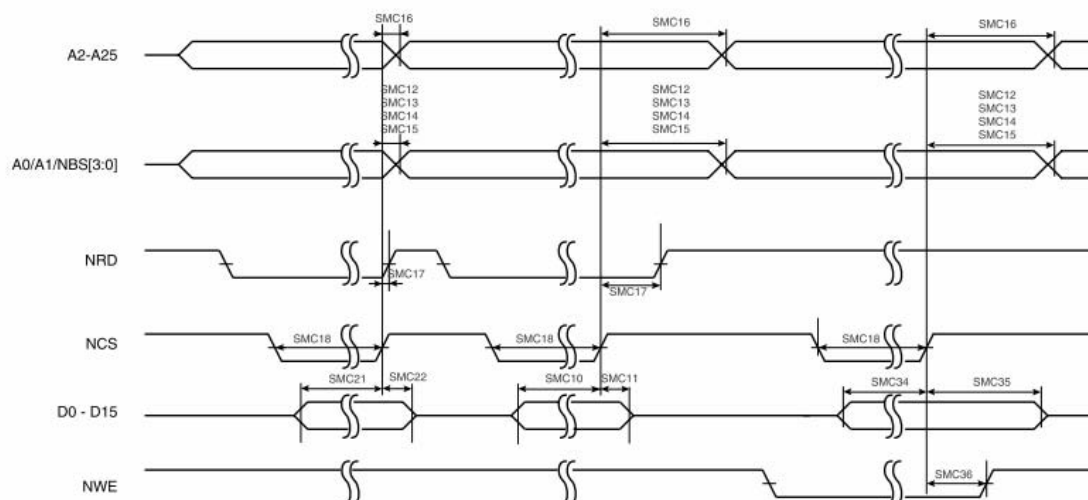 SMC16
SMC16
SMC16
A2-A25
SMC12
SMC13
SMC14
SMC15
SMC12
SMC13
SMC14
SMC15
SMC12
SMC13
SMC14
SMC15
A0/A1/NBS[3:0]
NRD
SMC17
SMC17
NCS
SMC18
SMC18
SMC18
SMC21
SMC22
SMC10
SMC11
SMC34
SMC35
D0 - D15
SMC36
NWE